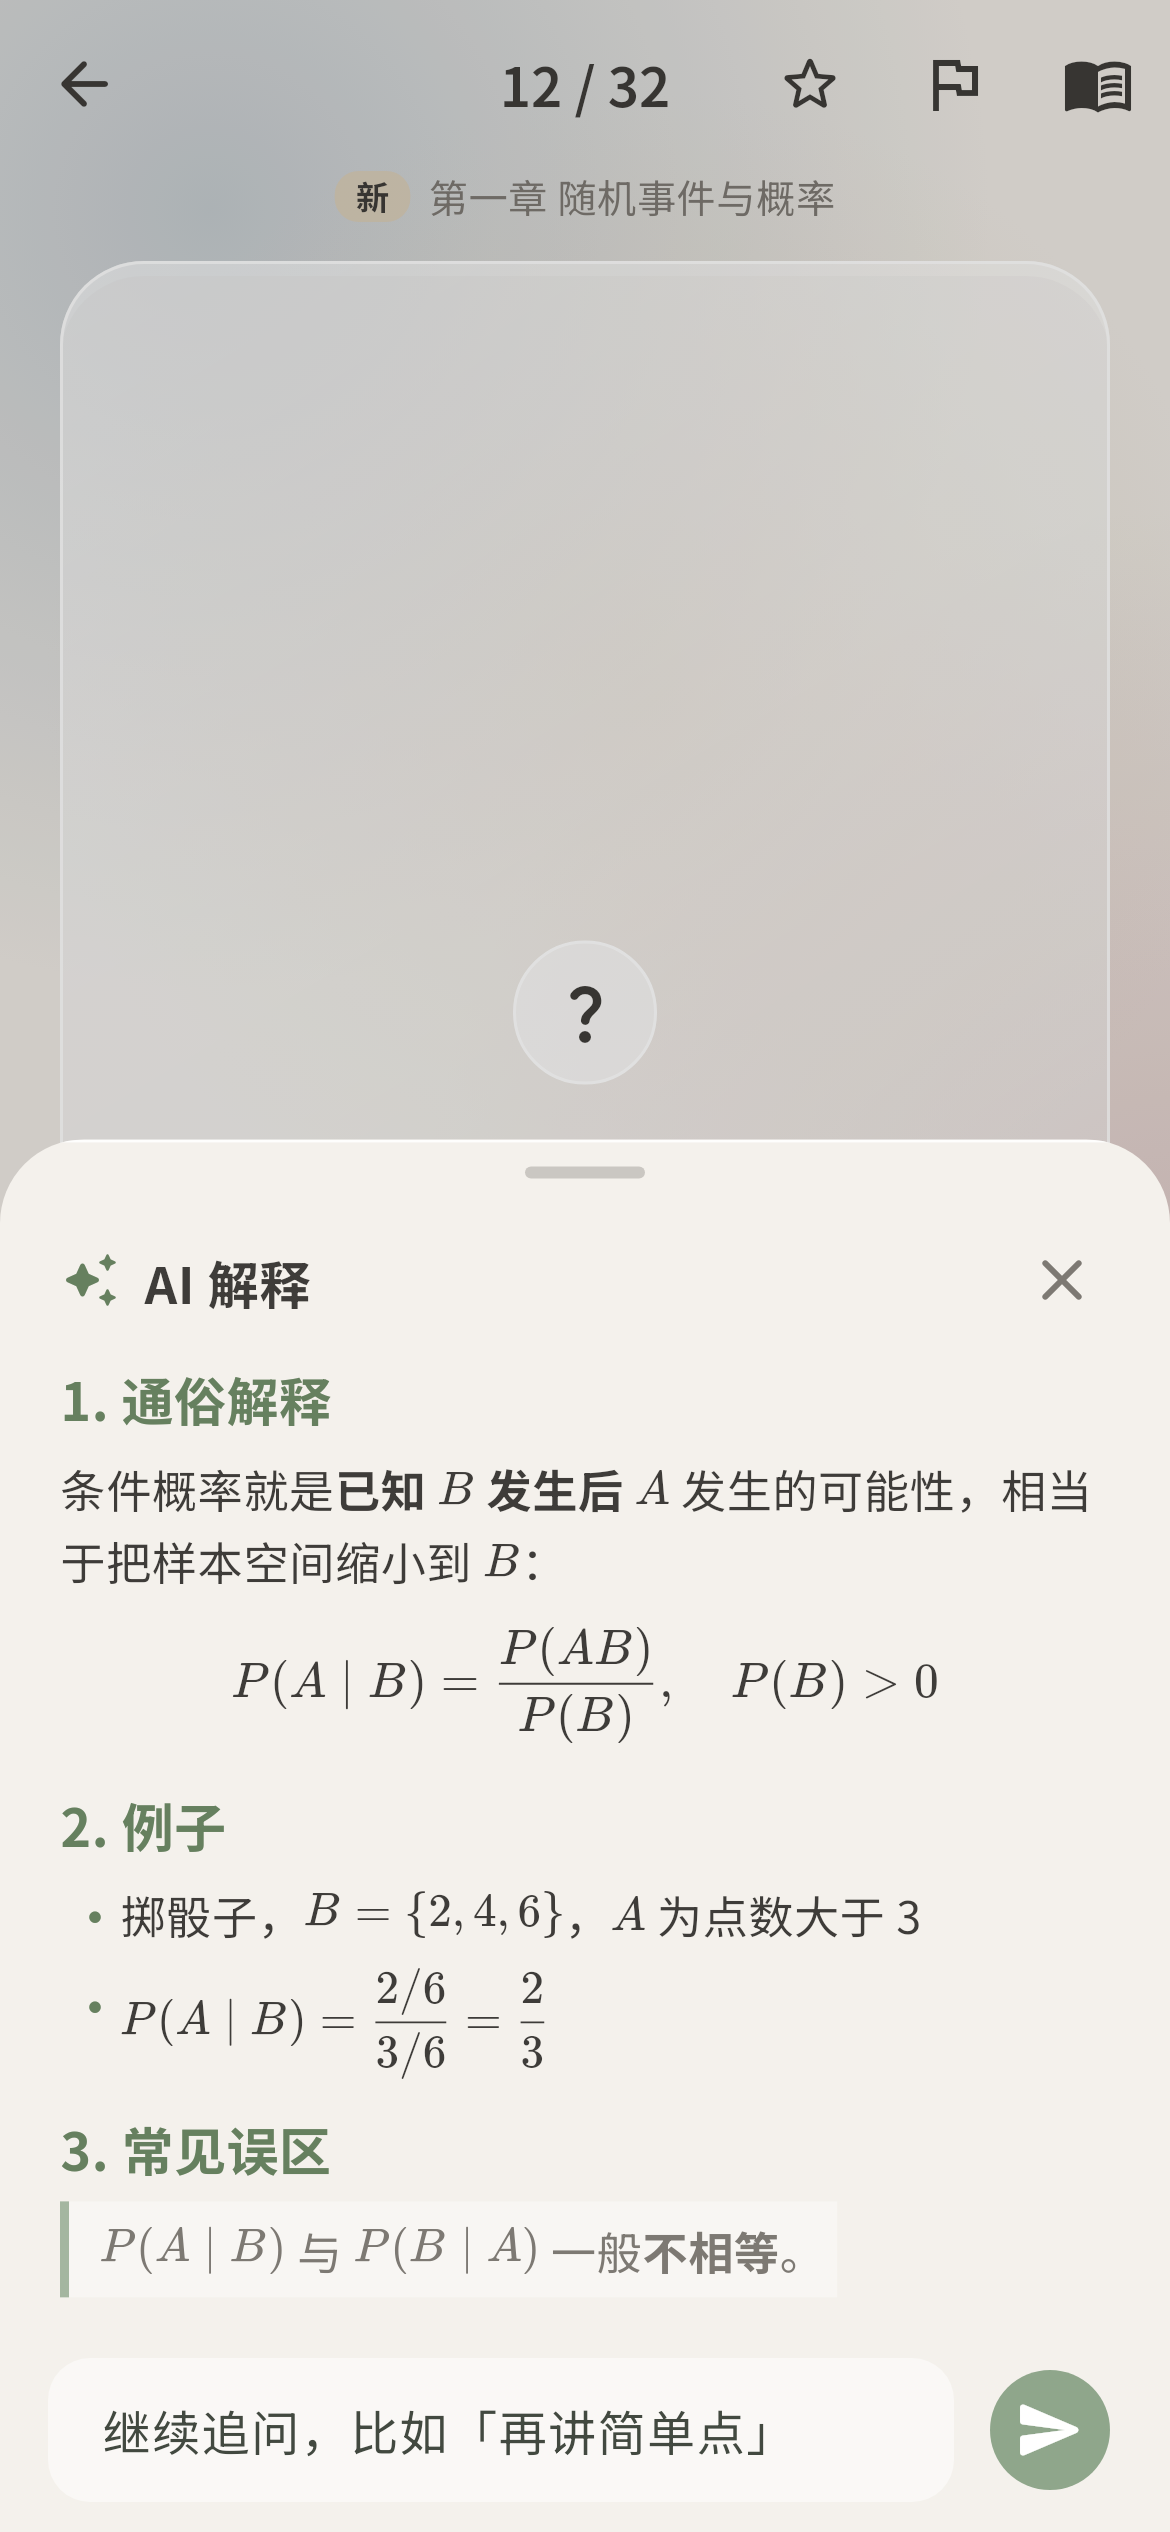 12 / 32
新 第一章 随机事件与概率
?
AI 解释
1. 通俗解释
条件概率就是已知 B 发生后 A 发生的可能性，相当
于把样本空间缩小到 B：
P(A | B) = P(AB)/P(B), P(B) > 0
2. 例子
• 掷骰子，B = {2, 4, 6}，A 为点数大于 3
• P(A | B) = (2/6)/(3/6) = 2/3
3. 常见误区
P(A | B) 与 P(B | A) 一般不相等。
继续追问，比如「再讲简单点」